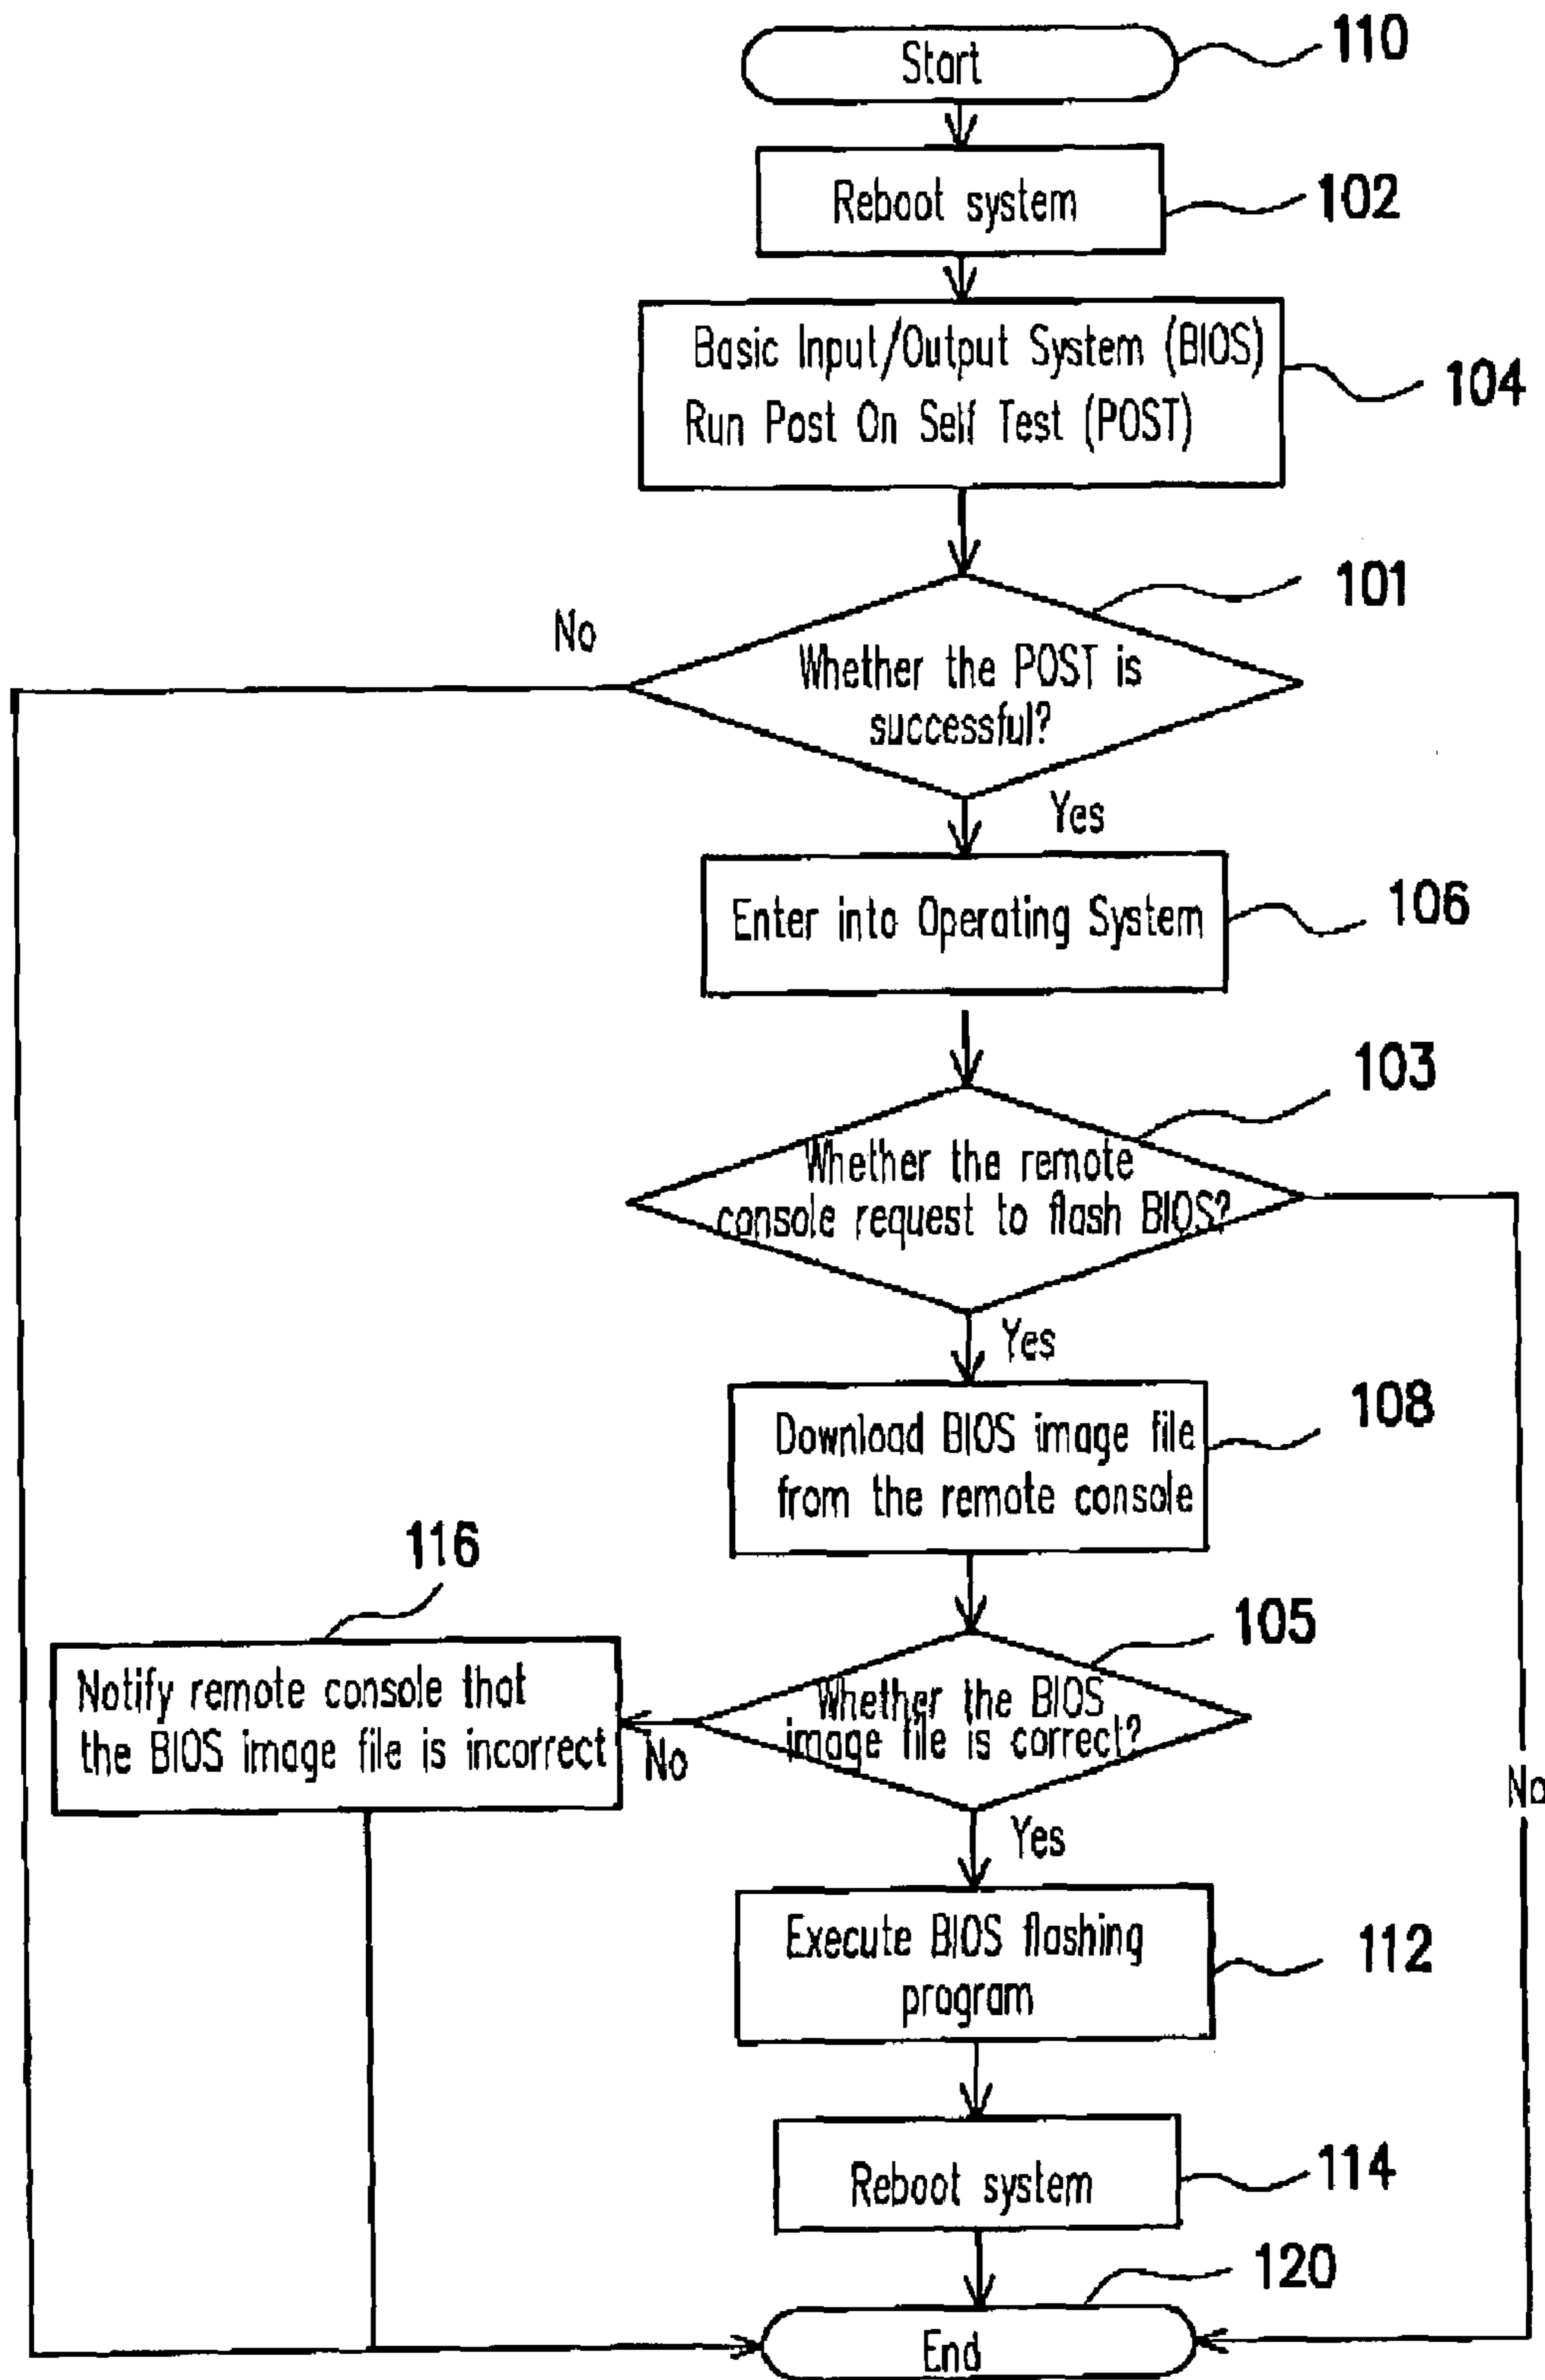 Start
110
Reboot system
102
Basic Input/Output System (BIOS)
Run Post On Self Test (POST)
104
101
No
Whether the POST is
successful?
Yes
Enter into Operating System
106
103
Whether the remote
console request to flash BIOS?
Yes
Download BIOS image file
from the remote console
108
116
105
Notify remote console that
the BIOS image file is incorrect
Whether the BIOS
image file is correct?
No
No
Yes
Execute BIOS flashing
program
112
Reboot system
114
120
End